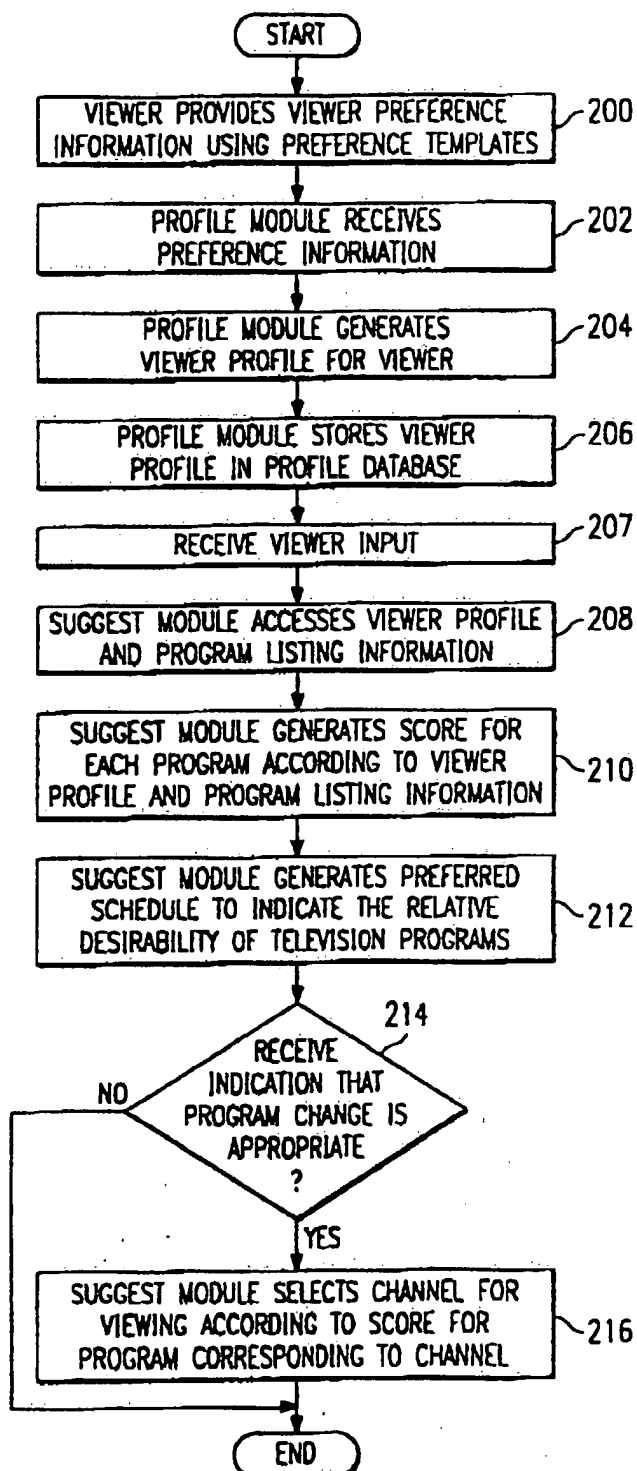 START
VIEWER PROVIDES VIEWER PREFERENCE
INFORMATION USING PREFERENCE TEMPLATES
200
PROFILE MODULE RECEIVES
PREFERENCE INFORMATION
202
PROFILE MODULE GENERATES
VIEWER PROFILE FOR VIEWER
204
PROFILE MODULE STORES VIEWER
PROFILE IN PROFILE DATABASE
206
RECEIVE VIEWER INPUT
207
SUGGEST MODULE ACCESSES VIEWER PROFILE
AND PROGRAM LISTING INFORMATION
208
SUGGEST MODULE GENERATES SCORE FOR
EACH PROGRAM ACCORDING TO VIEWER
PROFILE AND PROGRAM LISTING INFORMATION
210
SUGGEST MODULE GENERATES PREFERRED
SCHEDULE TO INDICATE THE RELATIVE
DESIRABILITY OF TELEVISION PROGRAMS
212
214
RECEIVE
INDICATION THAT
PROGRAM CHANGE IS
APPROPRIATE
?
NO
YES
SUGGEST MODULE SELECTS CHANNEL FOR
VIEWING ACCORDING TO SCORE FOR
PROGRAM CORRESPONDING TO CHANNEL
216
END